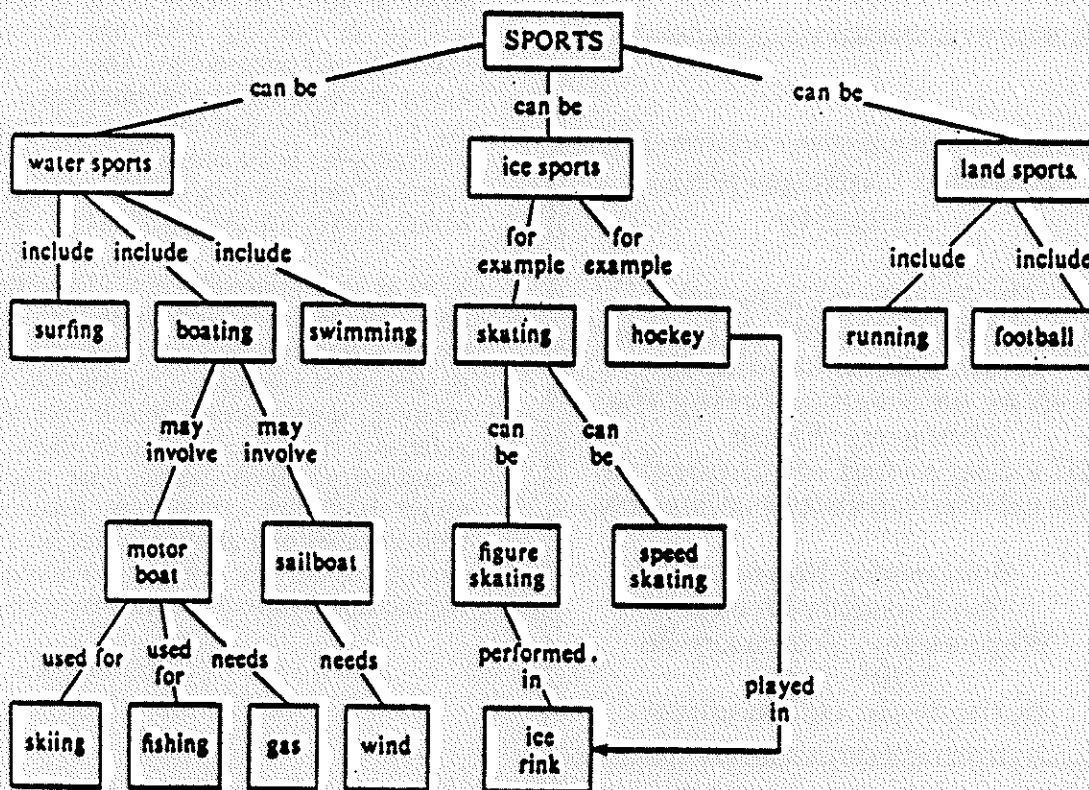 SPORTS
can be
can be
can be
water sports
ice sports
land sports
include
include
include
for
example
for
example
include
include
surfing
boating
swimming
skating
hockey
running
football
may
involve
may
involve
can
be
can
be
motor
boat
sailboat
figure
skating
speed
skating
used for
used
for
needs
needs
performed
in
played
in
skiing
fishing
gas
wind
ice
rink